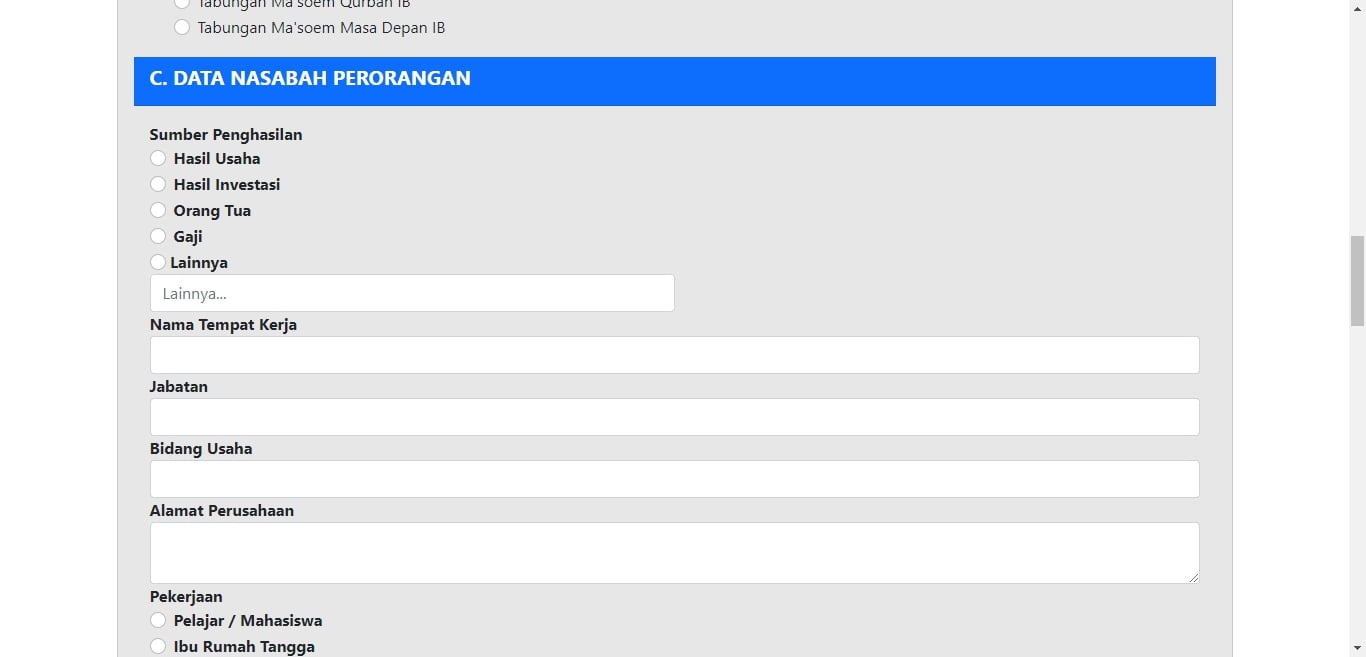 Tabungan Ma'soem Qurban IB
Tabungan Ma'soem Masa Depan IB
C. DATA NASABAH PERORANGAN
Sumber Penghasilan
Hasil Usaha
Hasil Investasi
Orang Tua
Gaji
Lainnya
Lainnya...
Nama Tempat Kerja
Jabatan
Bidang Usaha
Alamat Perusahaan
Pekerjaan
Pelajar / Mahasiswa
Ibu Rumah Tangga